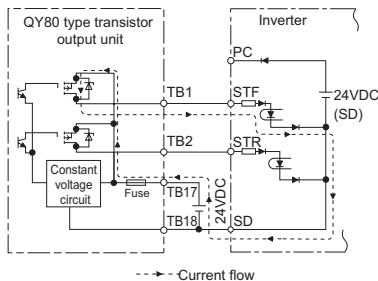 QY80 type transistor
output unit
Inverter
PC
TB1
STF
24VDC
(SD)
TB2
STR
Constant
voltage
circuit
Fuse
TB17
24VDC
TB18
SD
Current flow